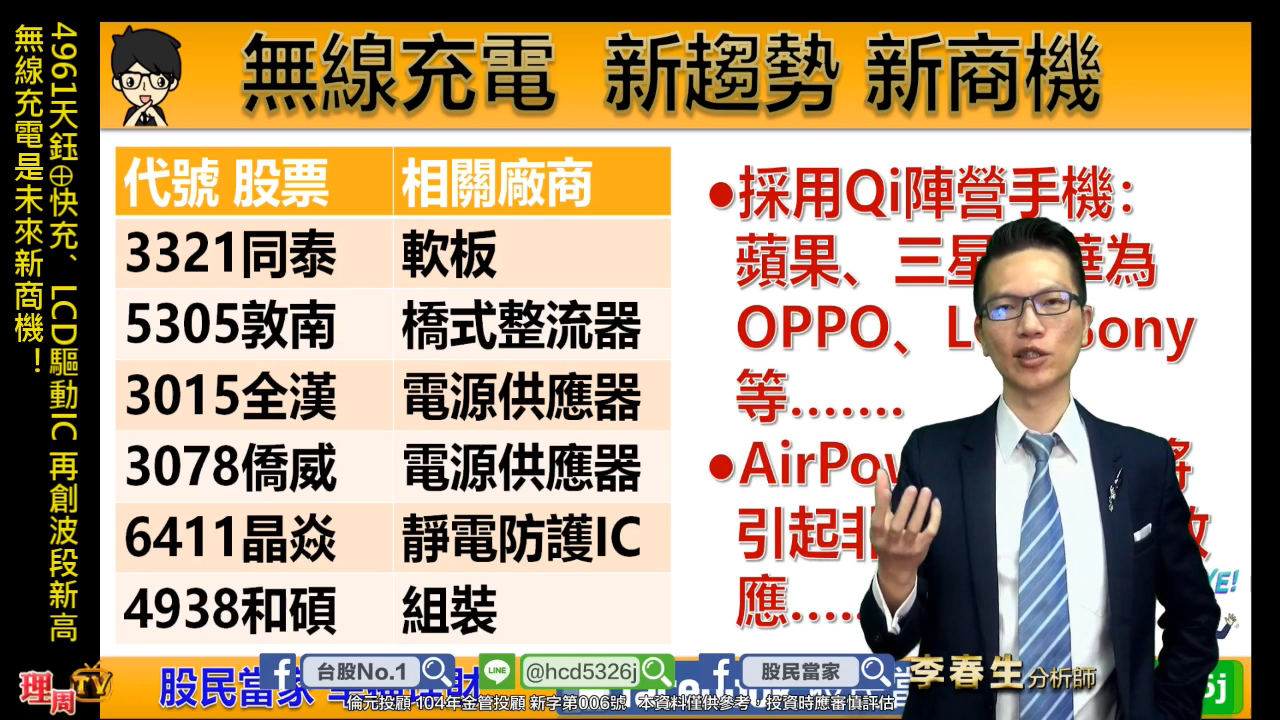 無線充電 新趨勢 新商機
4961天鈺⊕快充、LCD驅動IC 再創波段新高
無線充電是未來新商機！
代號 股票 相關廠商
3321同泰 軟板
5305敦南 橋式整流器
3015全漢 電源供應器
3078僑威 電源供應器
6411晶焱 靜電防護IC
4938和碩 組裝
•採用Qi陣營手機：
蘋果、三星 華為
OPPO、L Sony
等.......
•AirPow 將
引起非
應.....
理周TV
股民當家
台股No.1
LINE @hcd5326j
股民當家
李春生分析師
倫元投顧 104年金管投顧 新字第006號 本資料僅供參考，投資時應審慎評估